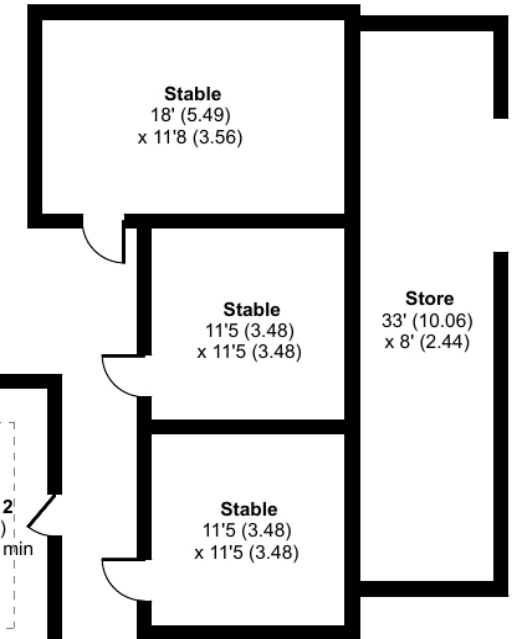 Stable
18' (5.49)
x 11'8 (3.56)
Stable
11'5 (3.48)
x 11'5 (3.48)
Store
33' (10.06)
x 8' (2.44)
Stable
11'5 (3.48)
x 11'5 (3.48)
2
)
min